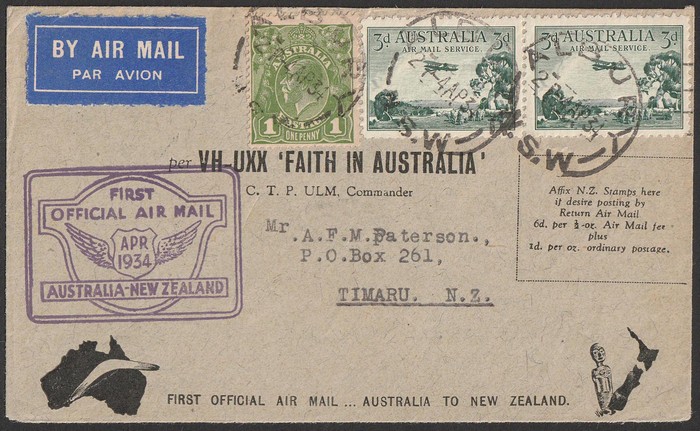 BY AIR MAIL
PAR AVION
AUSTRALIA
1 1
ONE PENNY
3d AUSTRALIA 3d
AIR MAIL SERVICE
3d AUSTRALIA 3d
AIR MAIL SERVICE
per VH-UXX 'FAITH IN AUSTRALIA'
C. T. P. ULM, Commander
FIRST
OFFICIAL AIR MAIL
APR
1934
AUSTRALIA-NEW ZEALAND
Mr. A.F.M. Paterson.,
P.O.Box 261,
TIMARU. N.Z.
Affix N.Z. Stamps here
if desire posting by
Return Air Mail
6d. per ½-oz. Air Mail fee
plus
1d. per oz. ordinary postage.
FIRST OFFICIAL AIR MAIL ... AUSTRALIA TO NEW ZEALAND.